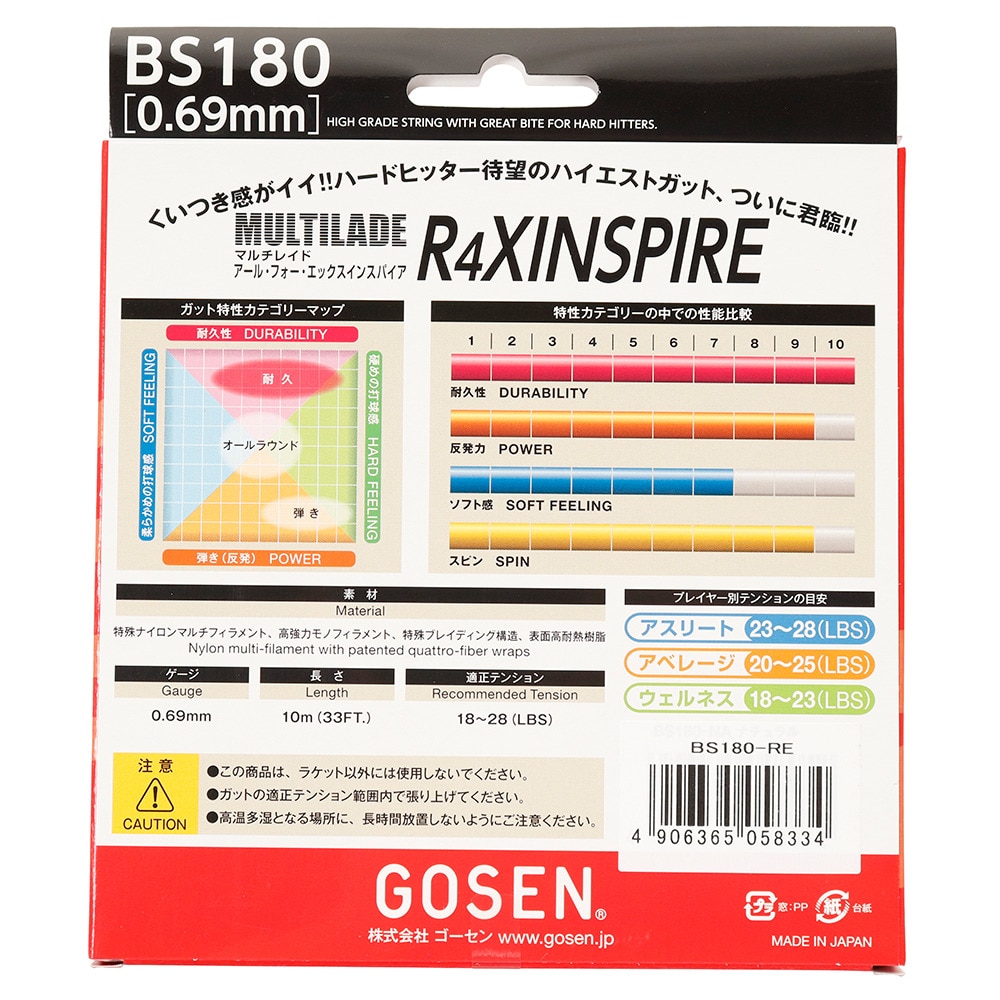 BS180
[0.69mm]
HIGH GRADE STRING WITH GREAT BITE FOR HARD HITTERS.
くいつき感がイイ!!ハードヒッター待望のハイエストガット、ついに君臨!!
MULTILADE
マルチレイド
アール・フォー・エックスインスパイア
R4XINSPIRE
ガット特性カテゴリーマップ
耐久性 DURABILITY
柔らかめの打球感 SOFT FEELING
硬めの打球感 HARD FEELING
耐久
オールラウンド
弾き
弾き(反発) POWER
特性カテゴリーの中での性能比較
1 2 3 4 5 6 7 8 9 10
耐久性 DURABILITY
反発力 POWER
ソフト感 SOFT FEELING
スピン SPIN
素材
Material
特殊ナイロンマルチフィラメント、高強力モノフィラメント、特殊ブレイディング構造、表面高耐熱樹脂
Nylon multi-filament with patented quattro-fiber wraps
ゲージ
Gauge
0.69mm
長さ
Length
10m (33FT.)
適正テンション
Recommended Tension
18〜28 (LBS)
プレイヤー別テンションの目安
アスリート 23〜28(LBS)
アベレージ 20〜25(LBS)
ウェルネス 18〜23(LBS)
BS180-RE
4 906365 058334
注意
CAUTION
●この商品は、ラケット以外には使用しないでください。
●ガットの適正テンション範囲内で張り上げてください。
●高温多湿となる場所に、長時間放置しないようにご注意ください。
GOSEN®
株式会社 ゴーセン www.gosen.jp
プラ 窓:PP 紙 台紙
MADE IN JAPAN